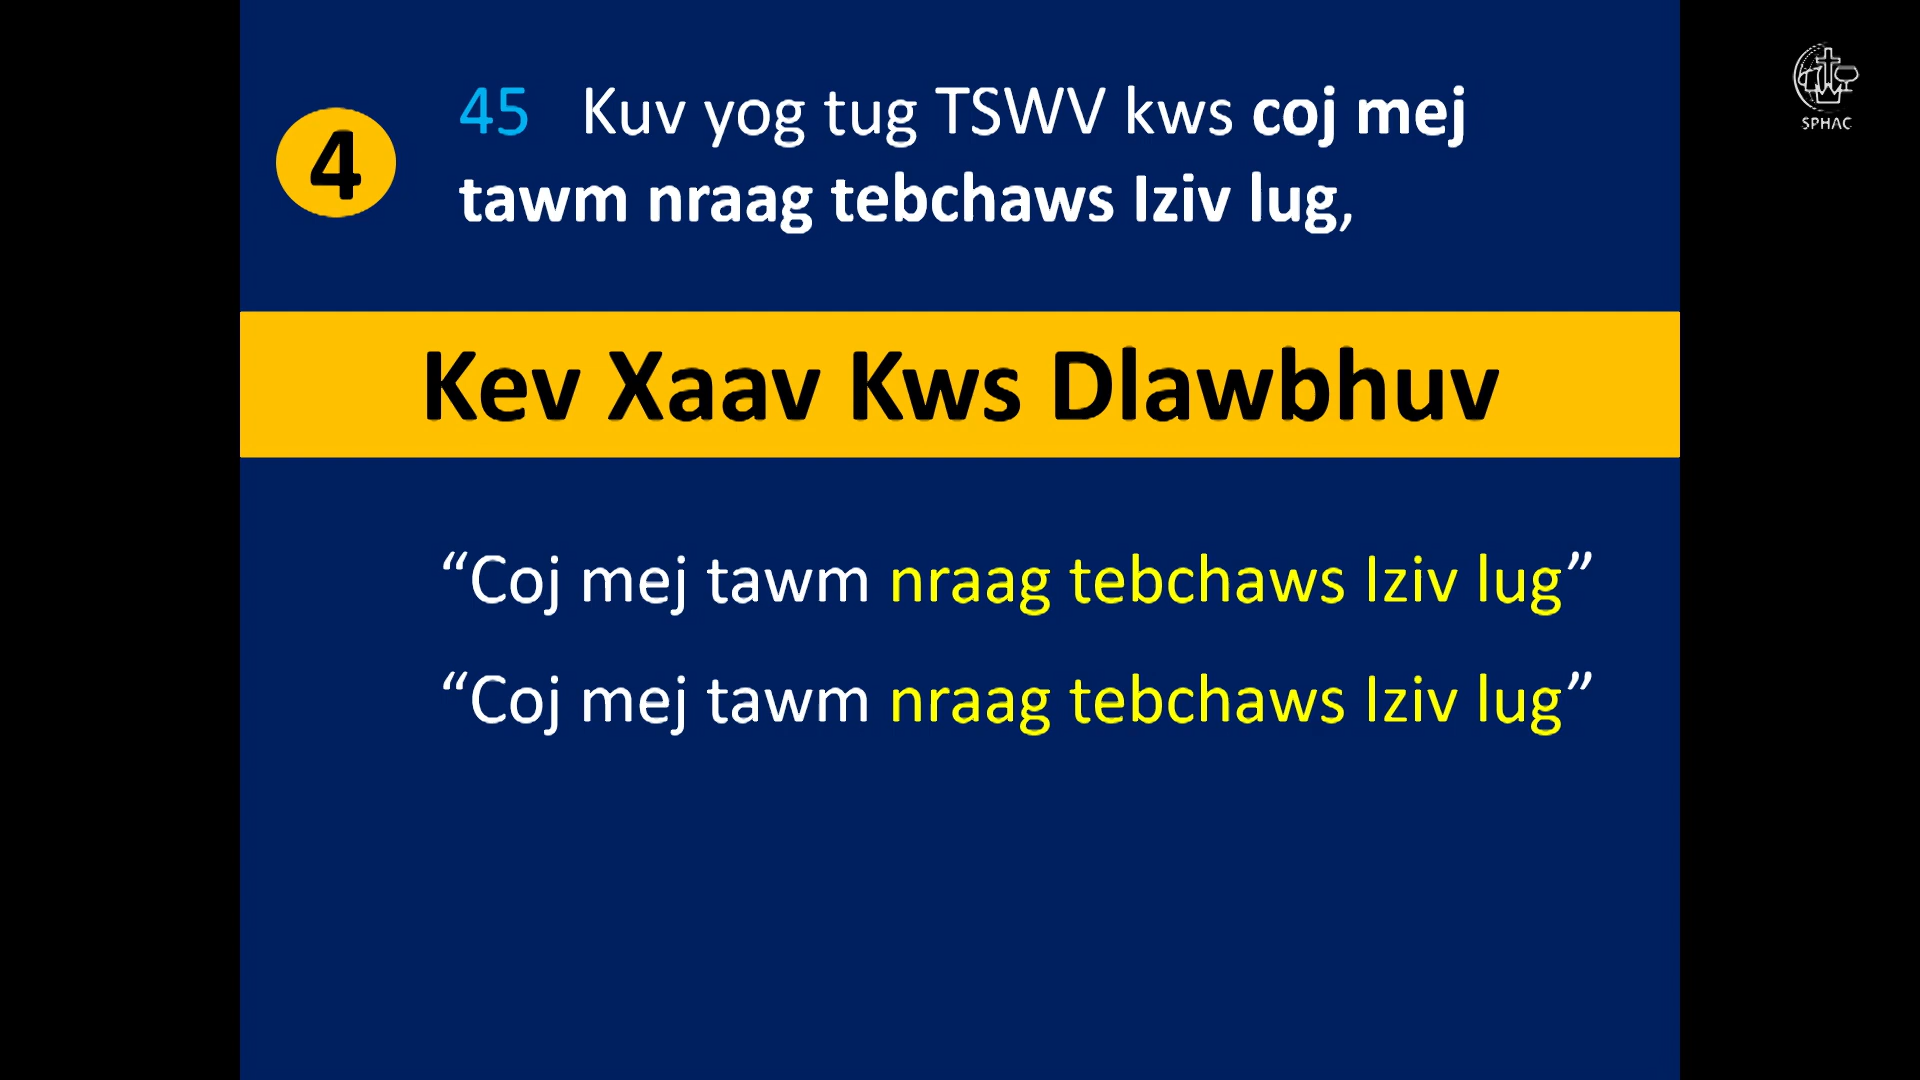 4
45 Kuv yog tug TSWV kws coj mej
tawm nraag tebchaws Iziv lug,
Kev Xaav Kws Dlawbhuv
“Coj mej tawm nraag tebchaws Iziv lug”
“Coj mej tawm nraag tebchaws Iziv lug”
SPHAC